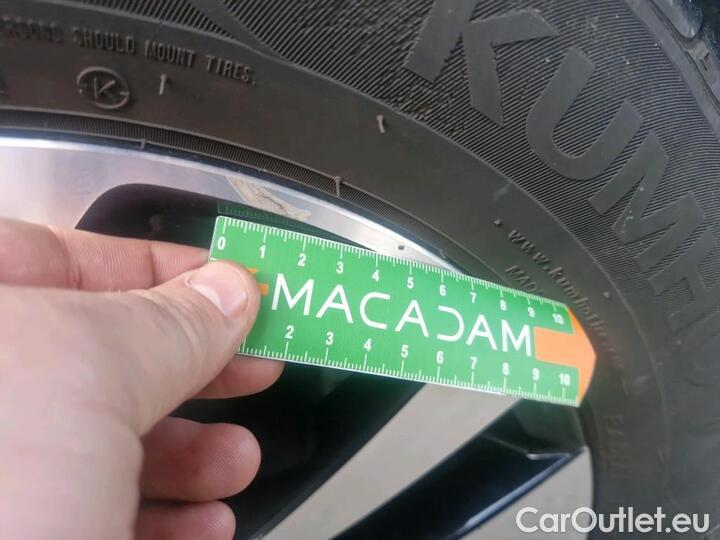 ERSONS SHOULD MOUNT TIRES.
K
KUMHO
0 1 2 3 4 5 6 7 8 9 10
MACADAM
2 3 4 5 6 7 8 9 10
CarOutlet.eu